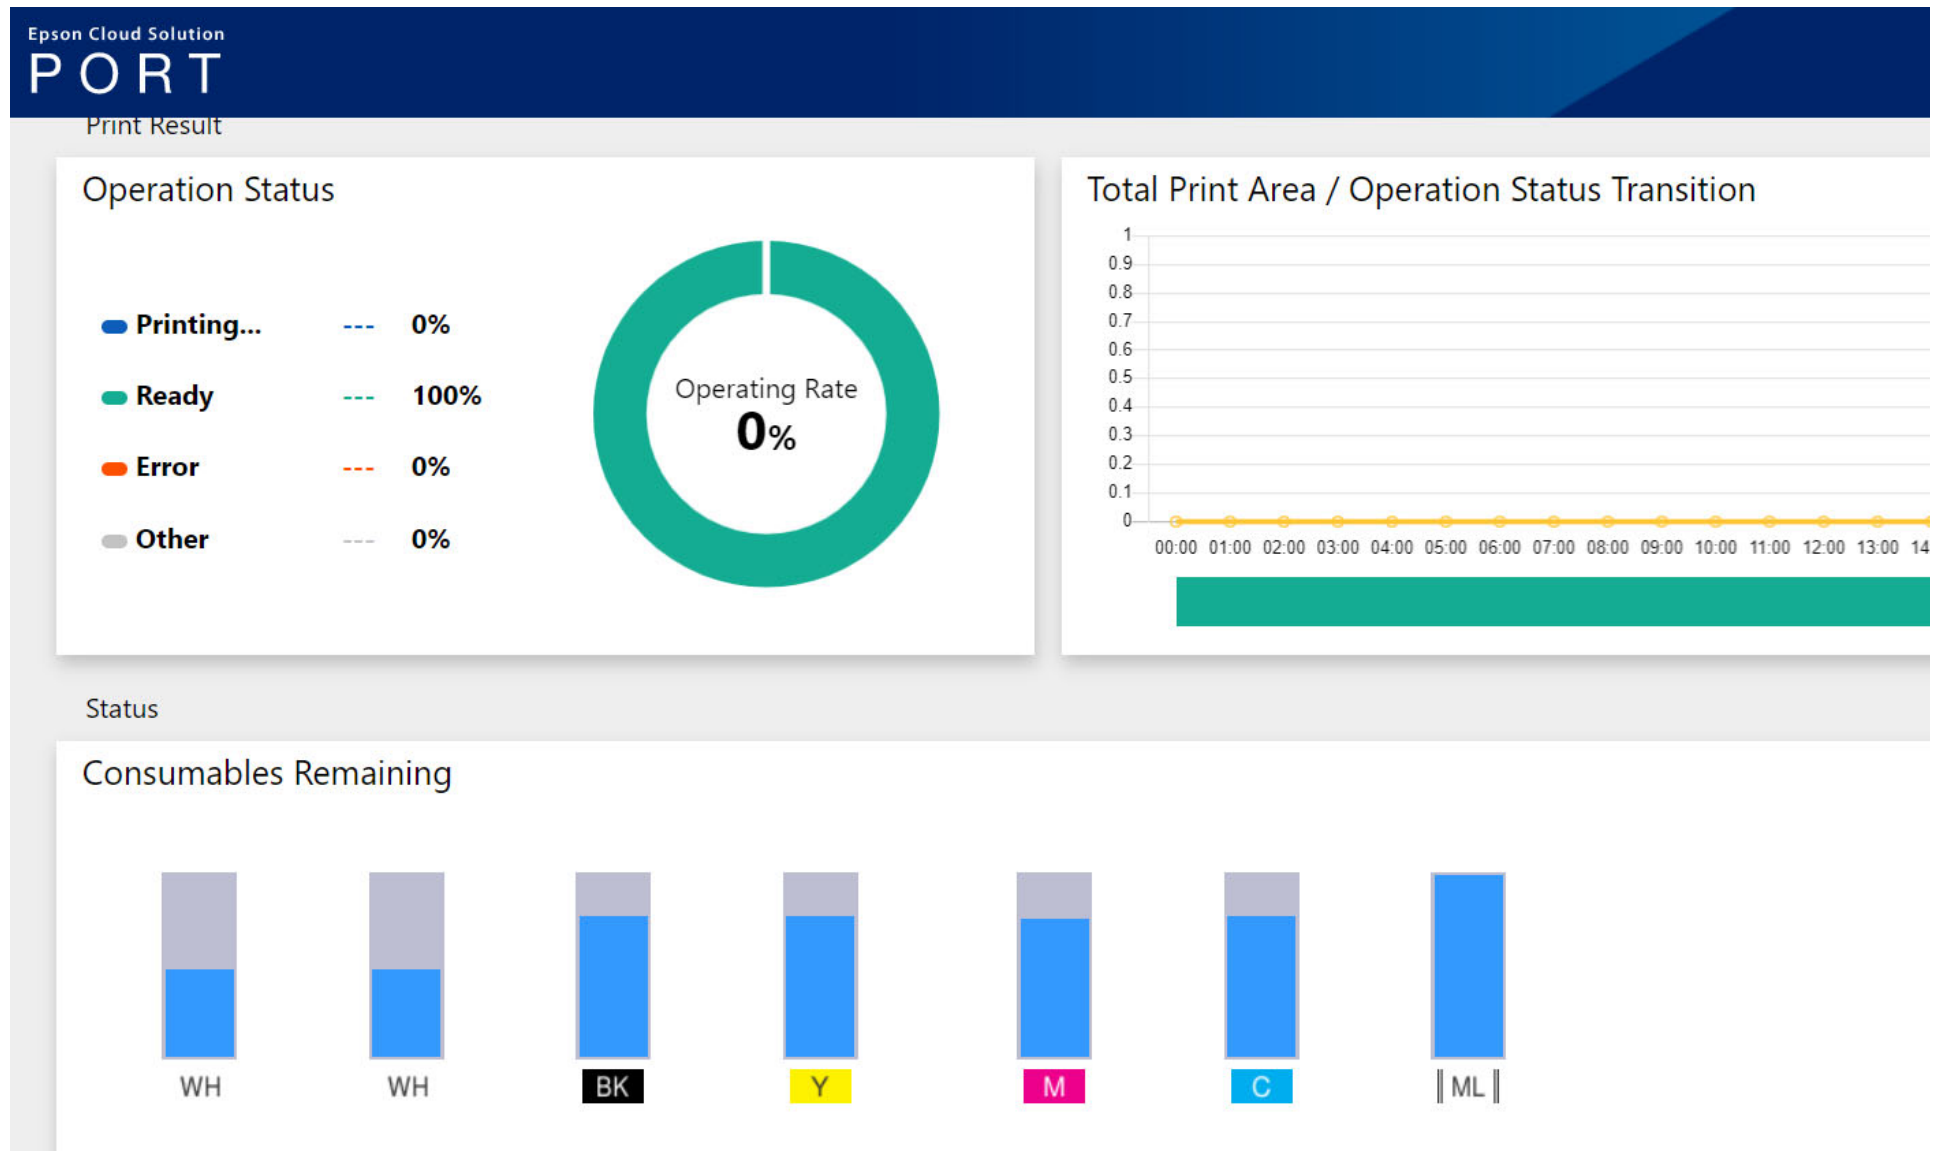 Epson Cloud Solution
PORT
Print Result
Operation Status
Printing... --- 0%
Ready --- 100%
Error --- 0%
Other --- 0%
Operating Rate
0%
Total Print Area / Operation Status Transition
1
0.9
0.8
0.7
0.6
0.5
0.4
0.3
0.2
0.1
0
00:00 01:00 02:00 03:00 04:00 05:00 06:00 07:00 08:00 09:00 10:00 11:00 12:00 13:00 14
Status
Consumables Remaining
WH WH BK Y M C ML